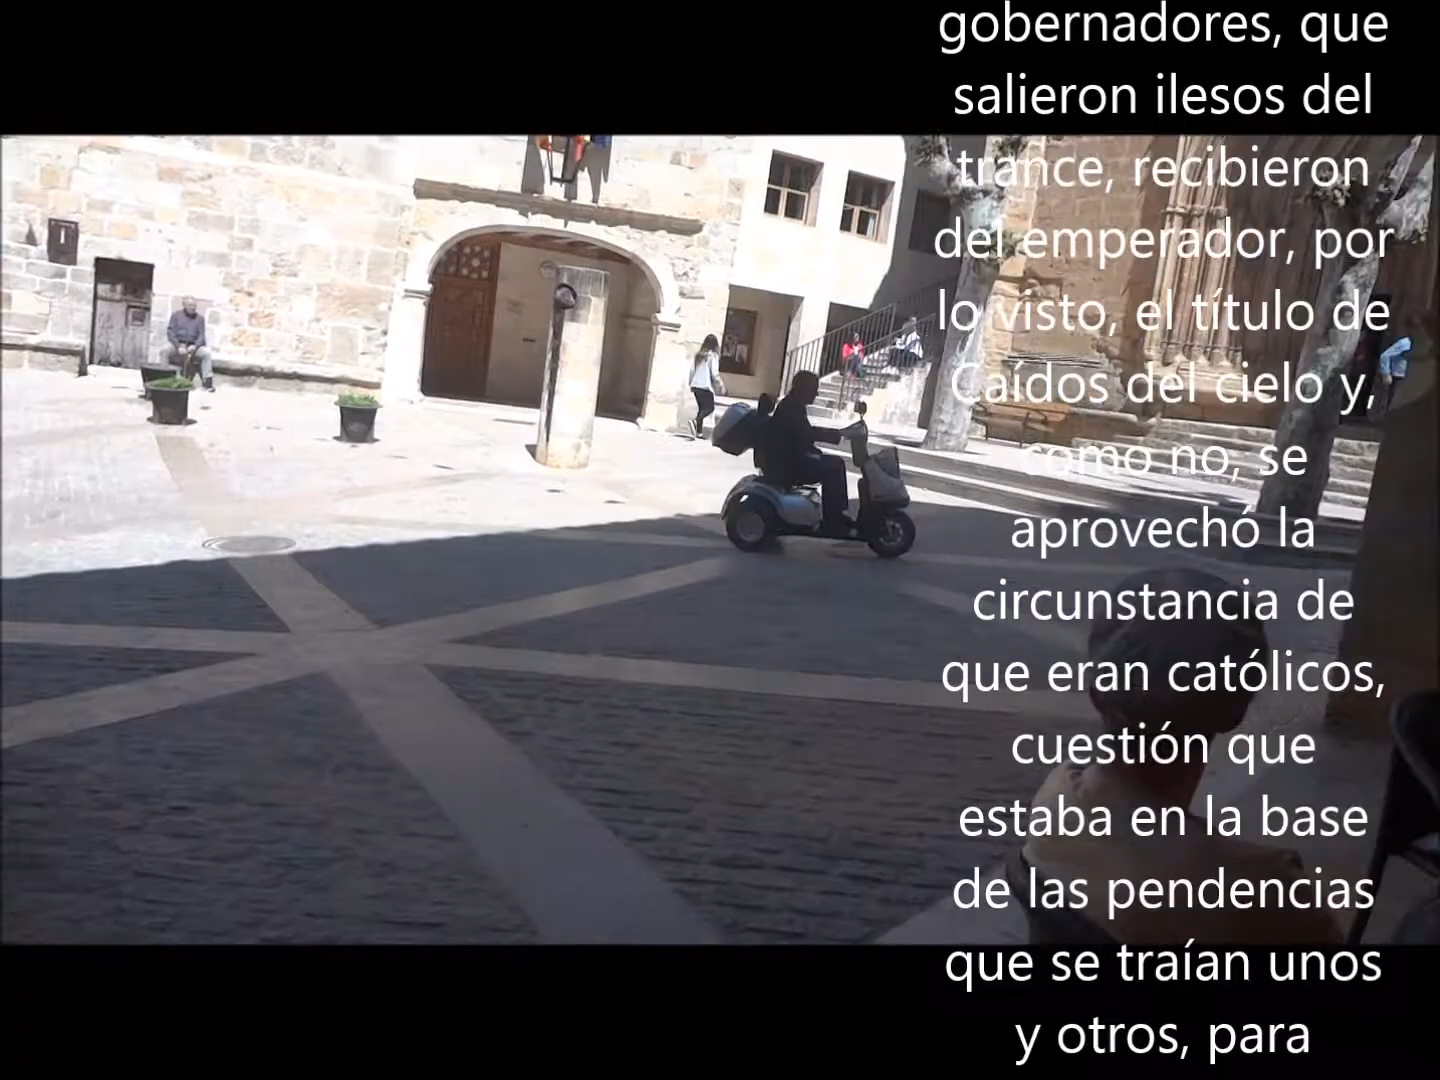 gobernadores, que
salieron ilesos del
trance, recibieron
del emperador, por
lo visto, el título de
Caídos del cielo y,
como no, se
aprovechó la
circunstancia de
que eran católicos,
cuestión que
estaba en la base
de las pendencias
que se traían unos
y otros, para